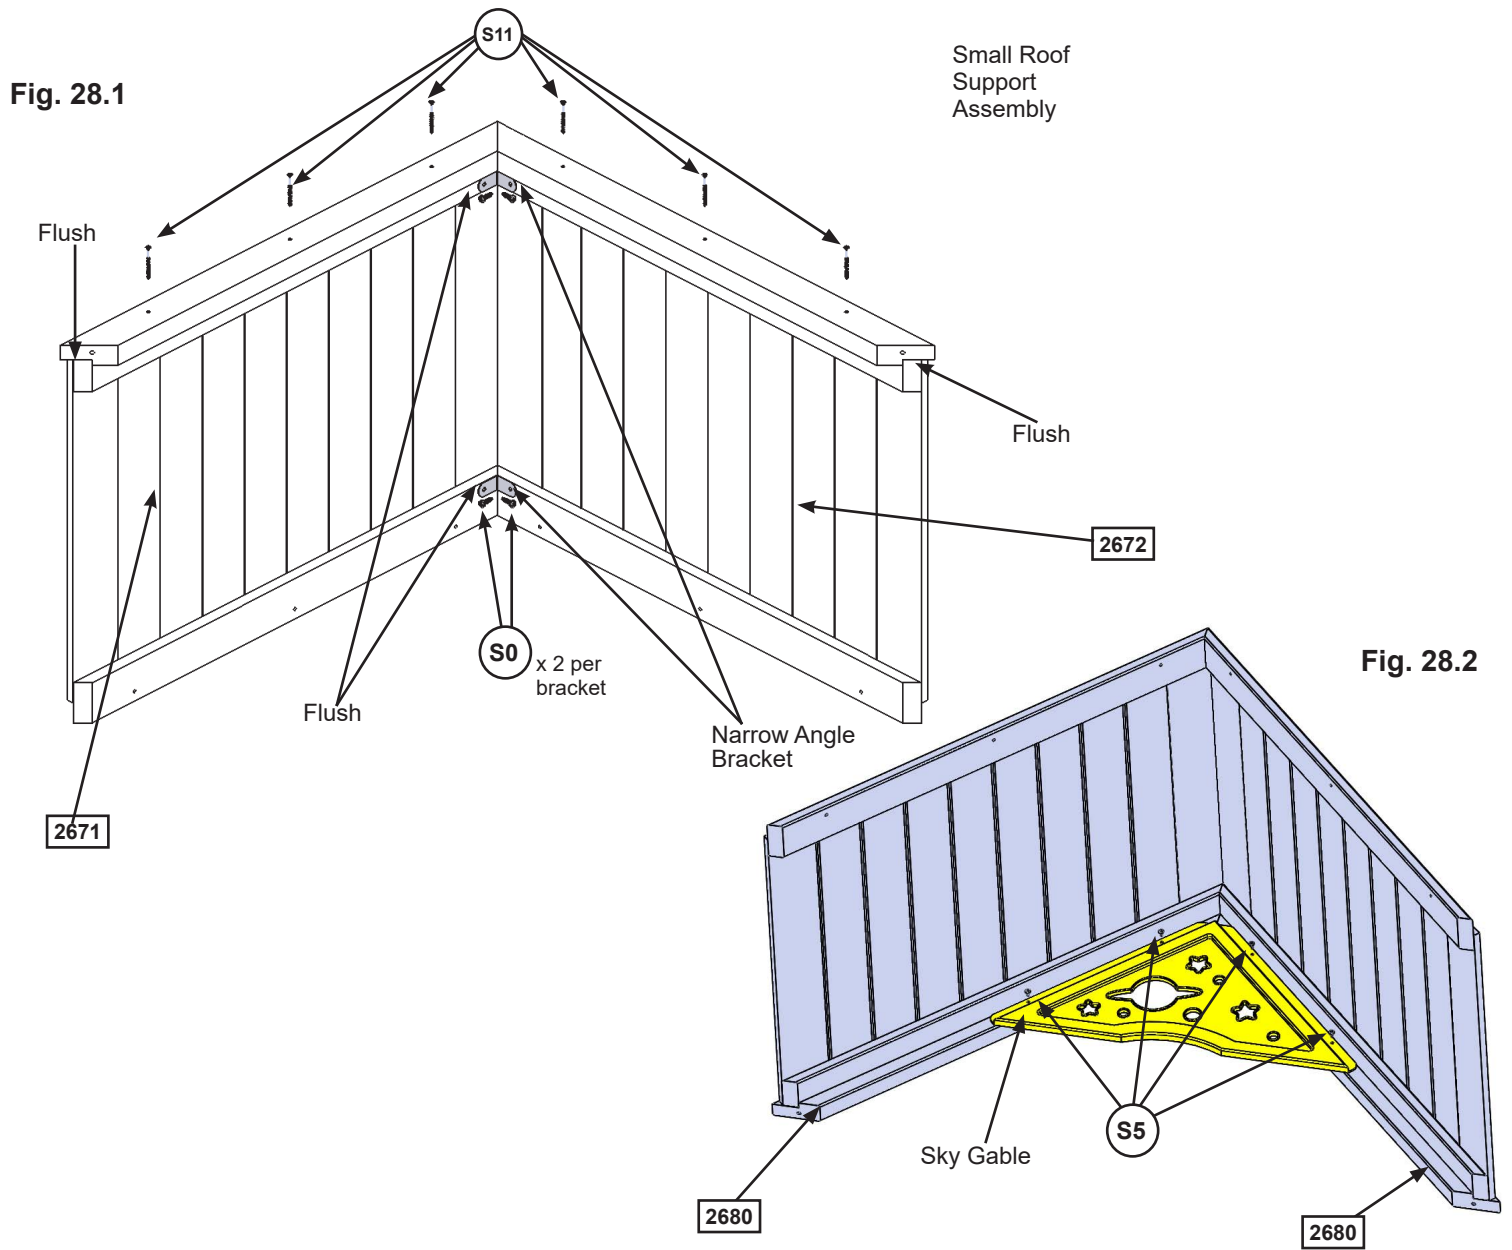 S11
Small Roof
Support
Assembly
Fig. 28.1
Flush
Flush
2672
S0
x 2 per
bracket
Fig. 28.2
Flush
Narrow Angle
Bracket
2671
S5
Sky Gable
2680
2680